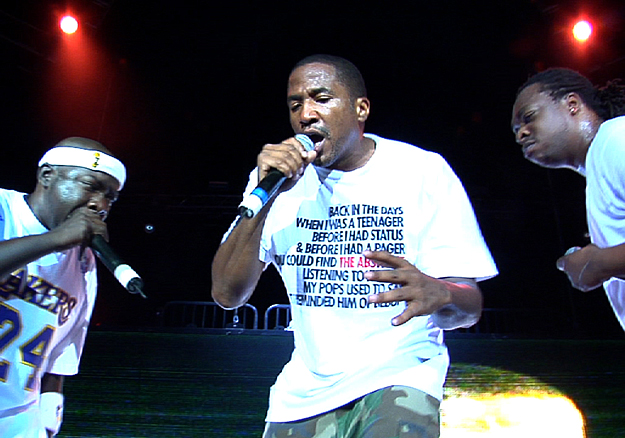 BACK IN THE DAYS
WHEN I WAS A TEENAGER
BEFORE I HAD STATUS
& BEFORE I HAD A PAGER
COULD FIND THE
LISTENING TO
MY POPS USED TO
REMINDED HIM OF
AKERS
24